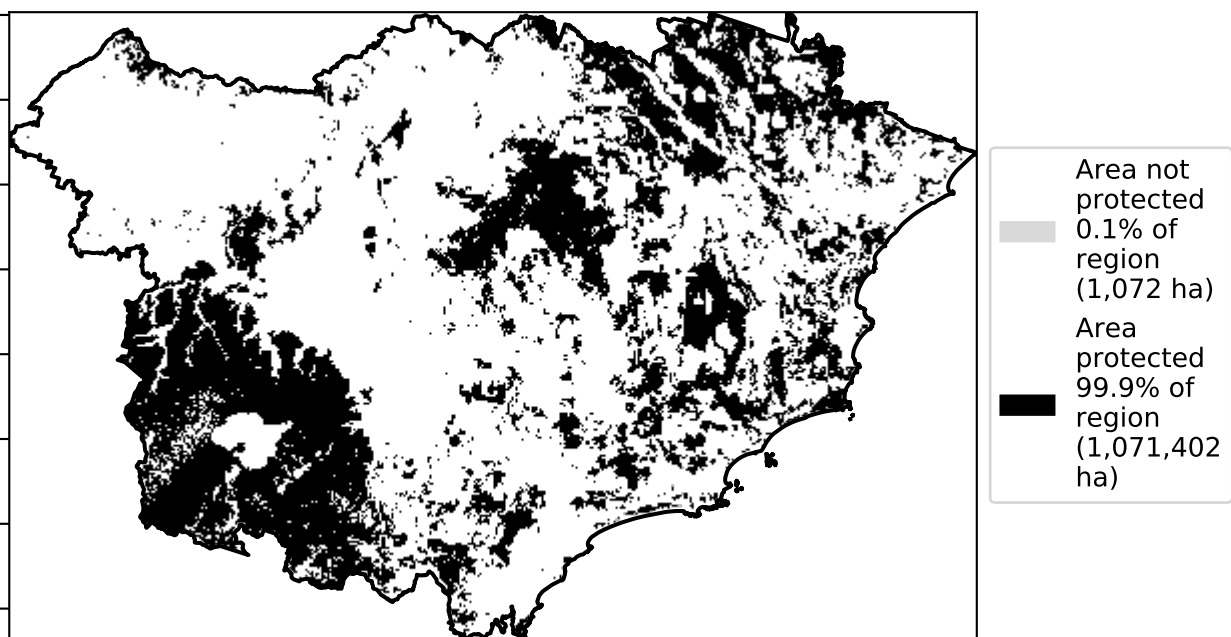 Area not
protected
0.1% of
region
(1,072 ha)
Area
protected
99.9% of
region
(1,071,402
ha)